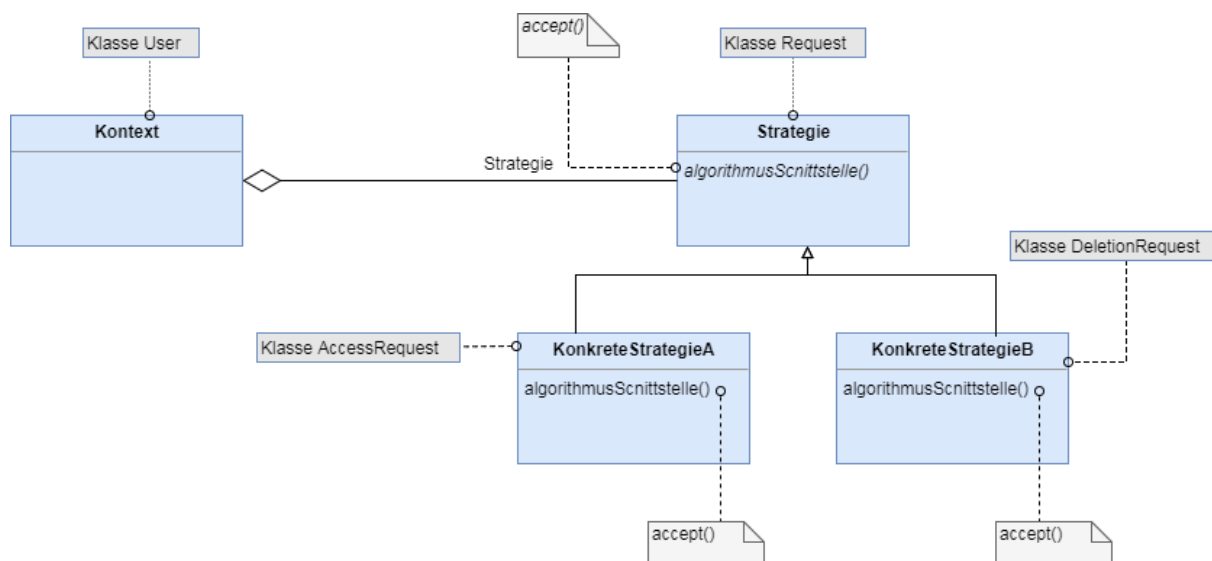 accept()
Klasse User
Klasse Request
Kontext
Strategie
Strategie
algorithmusScnittstelle()
Klasse DeletionRequest
Klasse AccessRequest
KonkreteStrategieA
KonkreteStrategieB
algorithmusScnittstelle()
algorithmusScnittstelle()
accept()
accept()